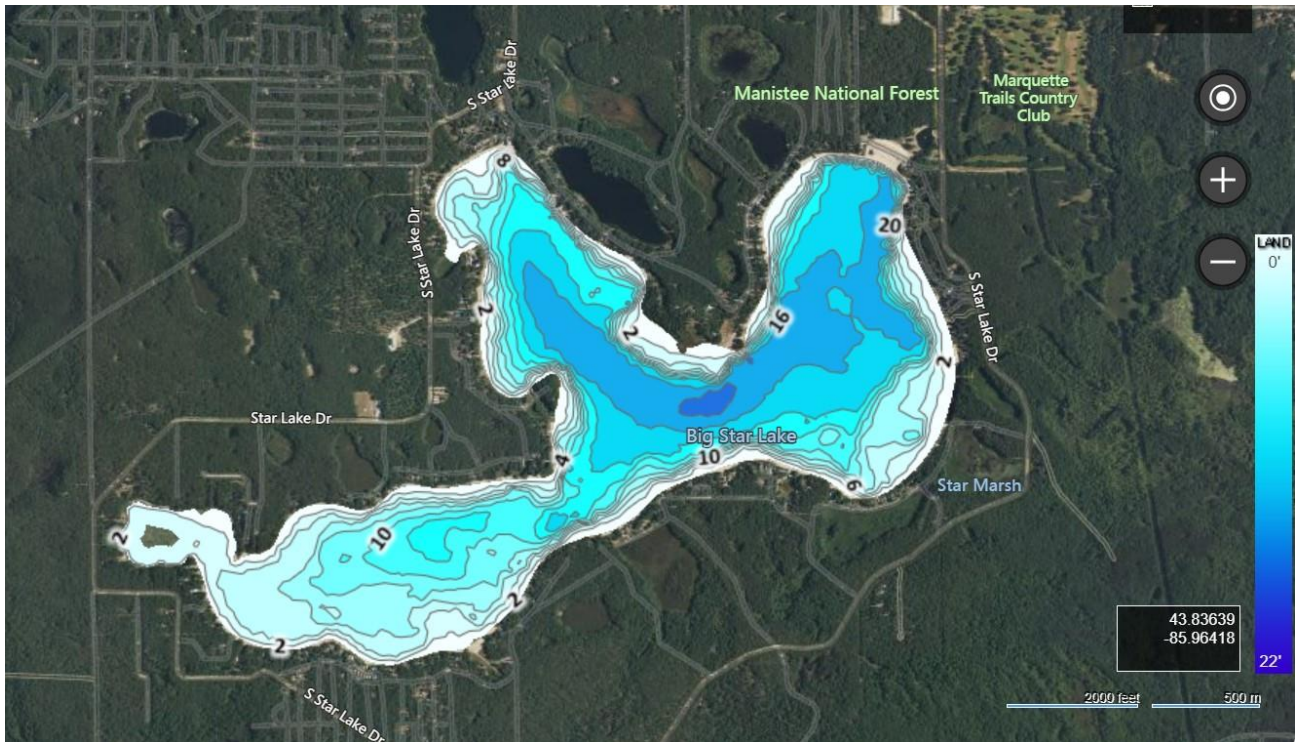 S Star Lake Dr
Manistee National Forest
Marquette
Trails Country
Club
8
S Star Lake Dr
20
LAND
0'
S Star Lake Dr
2
2
16
2
Star Lake Dr
Big Star Lake
10
4
6
Star Marsh
2
10
2
2
43.83639
-85.96418
22'
S Star Lake Dr
2000 feet
500 m